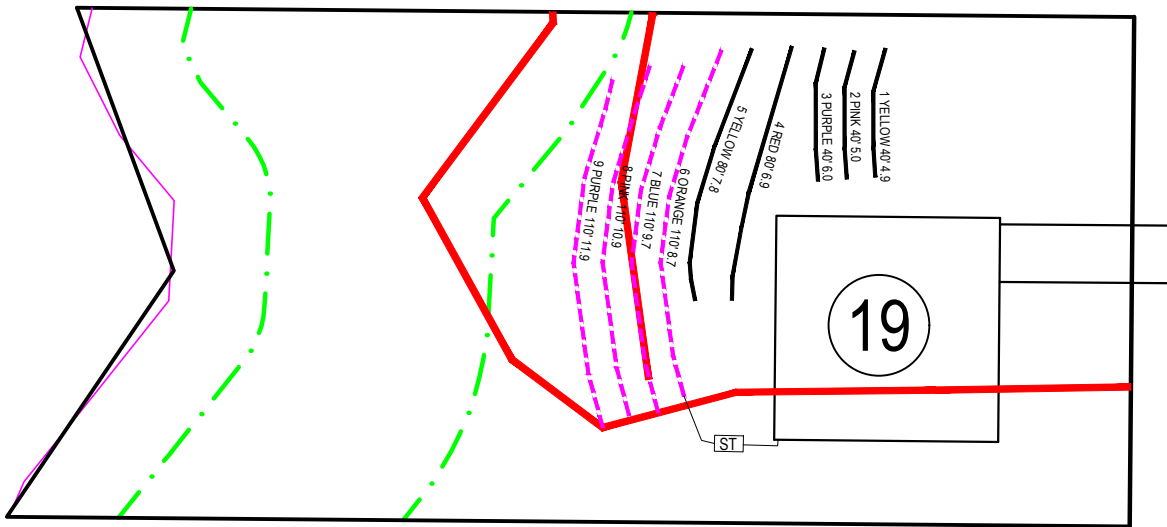 1 YELLOW 40' 4.9
2 PINK 40' 5.0
3 PURPLE 40' 6.0
4 RED 80' 6.9
5 YELLOW 80' 7.8
6 ORANGE 110' 8.7
7 BLUE 110' 9.7
8 PINK 110' 10.9
9 PURPLE 110' 11.9
19
ST